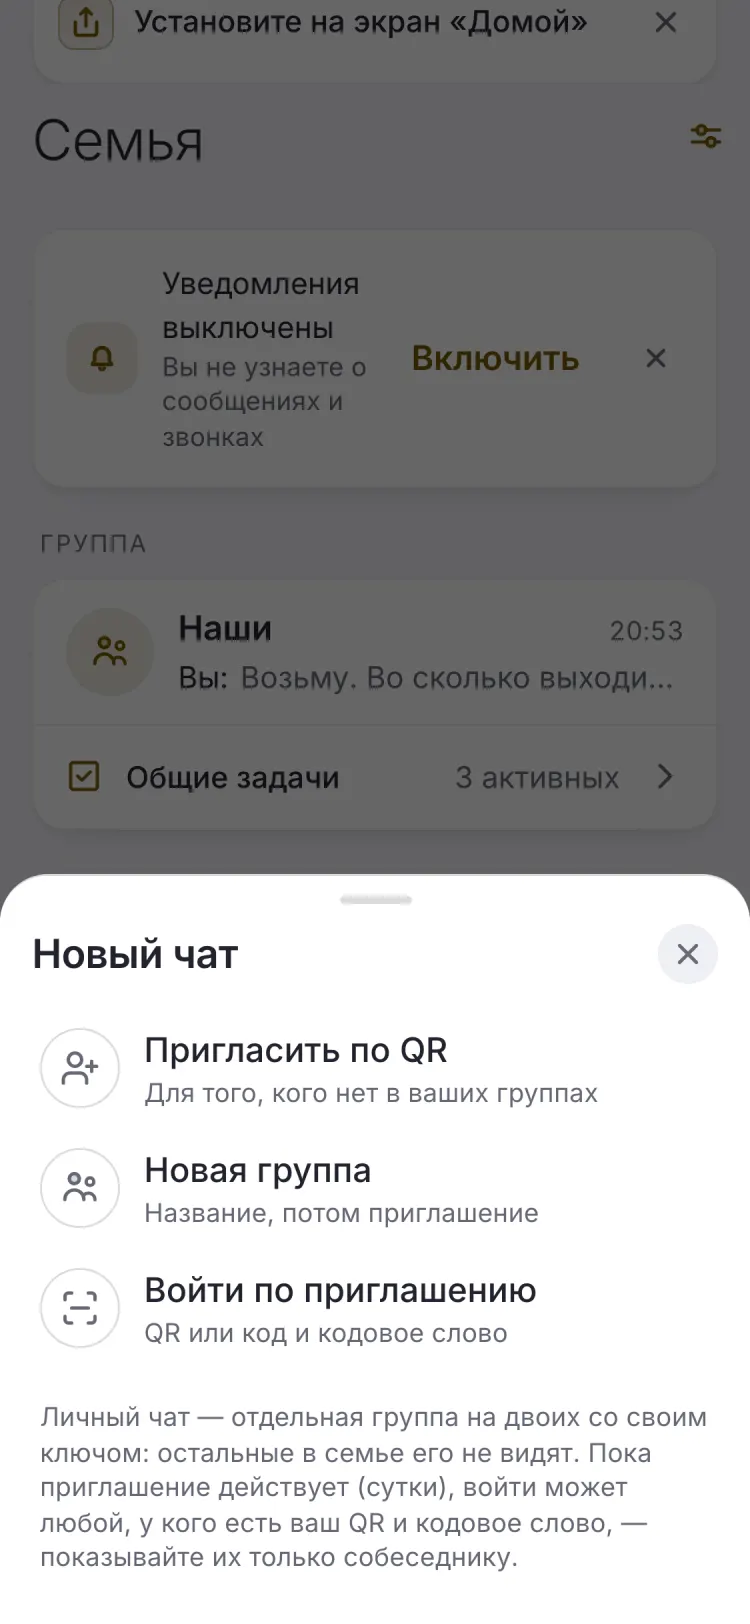 Установите на экран «Домой»
Семья
Уведомления
выключены
Вы не узнаете о
сообщениях и
звонках
Включить
ГРУППА
Наши
20:53
Вы: Возьму. Во сколько выходи...
Общие задачи
3 активных
Новый чат
Пригласить по QR
Для того, кого нет в ваших группах
Новая группа
Название, потом приглашение
Войти по приглашению
QR или код и кодовое слово
Личный чат — отдельная группа на двоих со своим
ключом: остальные в семье его не видят. Пока
приглашение действует (сутки), войти может
любой, у кого есть ваш QR и кодовое слово, —
показывайте их только собеседнику.